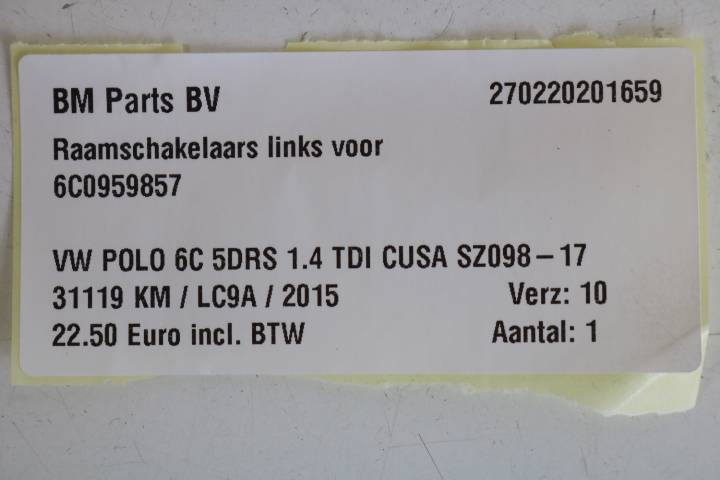 BM Parts BV 270220201659
Raamschakelaars links voor
6C0959857
VW POLO 6C 5DRS 1.4 TDI CUSA SZ098-17
31119 KM / LC9A / 2015 Verz: 10
22.50 Euro incl. BTW Aantal: 1